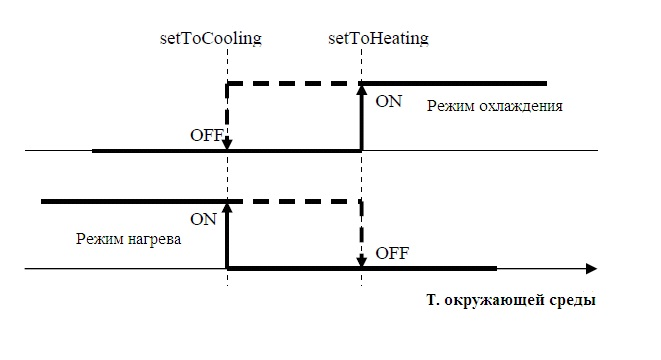 setToCooling setToHeating
ON
Режим охлаждения
OFF
ON
Режим нагрева
OFF
Т. окружающей среды